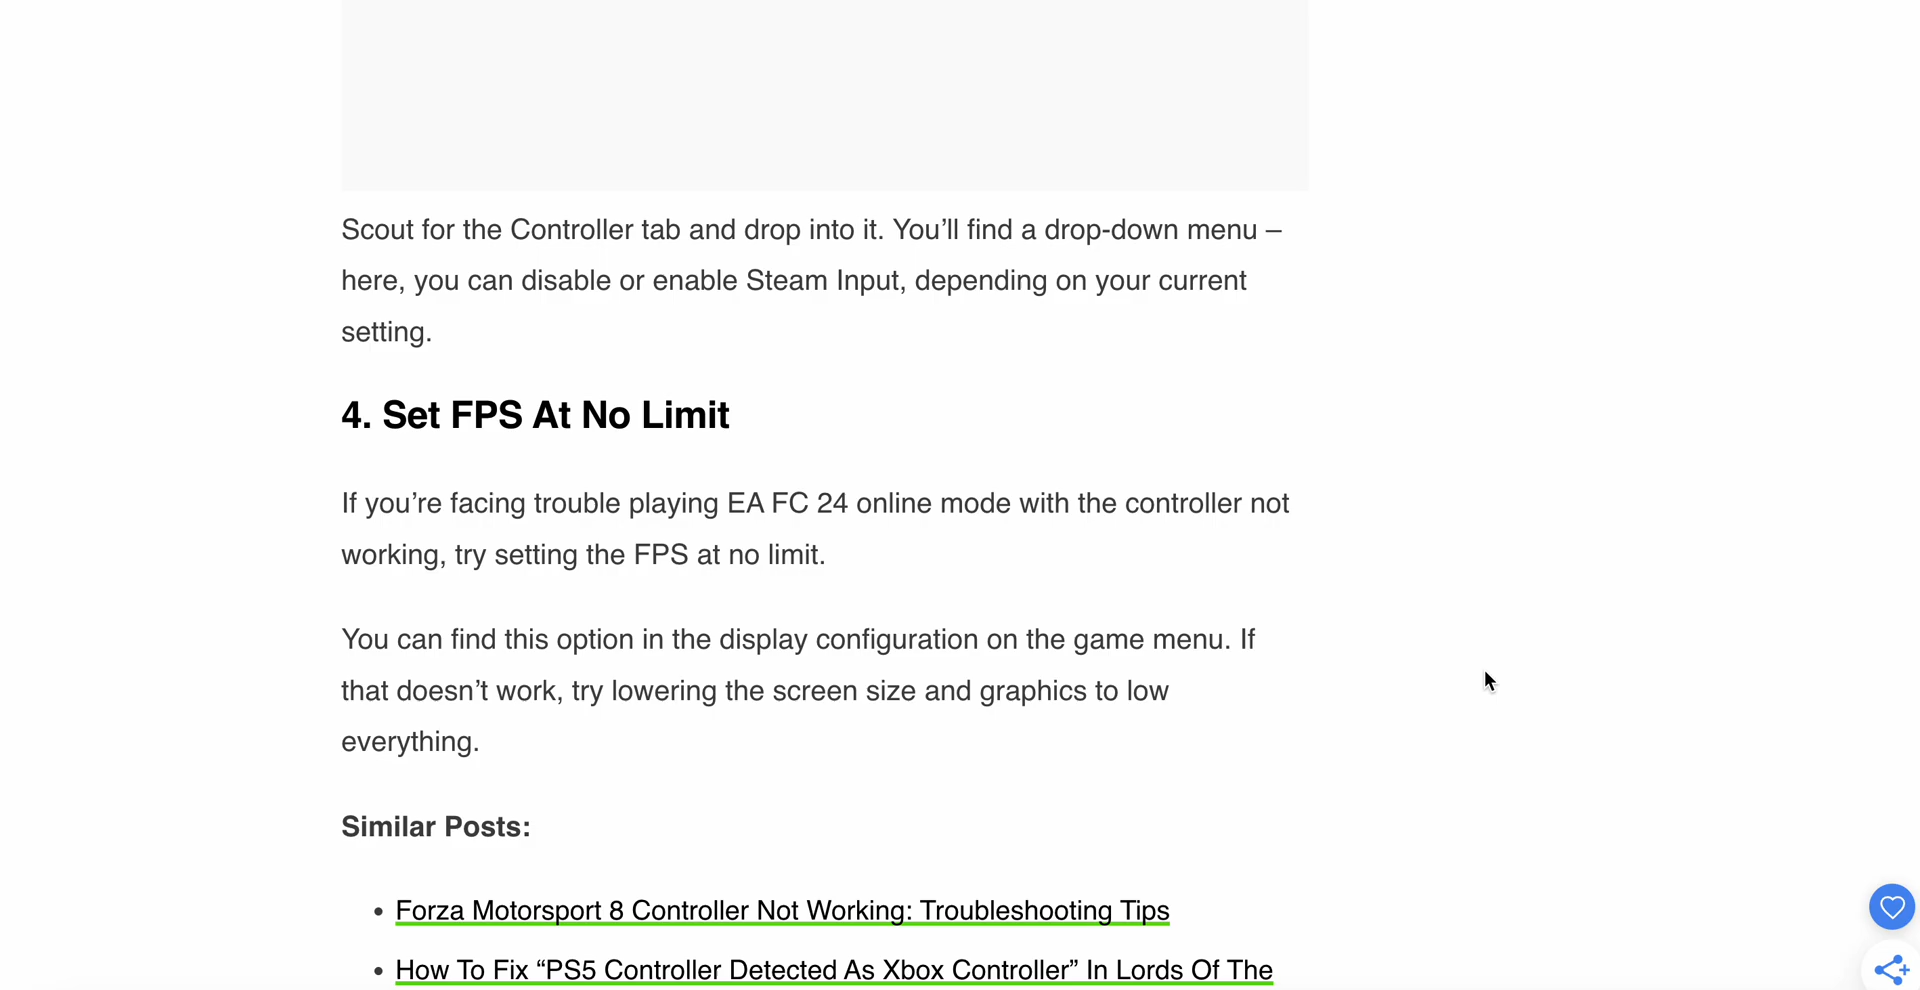 Scout for the Controller tab and drop into it. You’ll find a drop-down menu –
here, you can disable or enable Steam Input, depending on your current
setting.
4. Set FPS At No Limit
If you’re facing trouble playing EA FC 24 online mode with the controller not
working, try setting the FPS at no limit.
You can find this option in the display configuration on the game menu. If
that doesn’t work, try lowering the screen size and graphics to low
everything.
Similar Posts:
• Forza Motorsport 8 Controller Not Working: Troubleshooting Tips
• How To Fix “PS5 Controller Detected As Xbox Controller” In Lords Of The